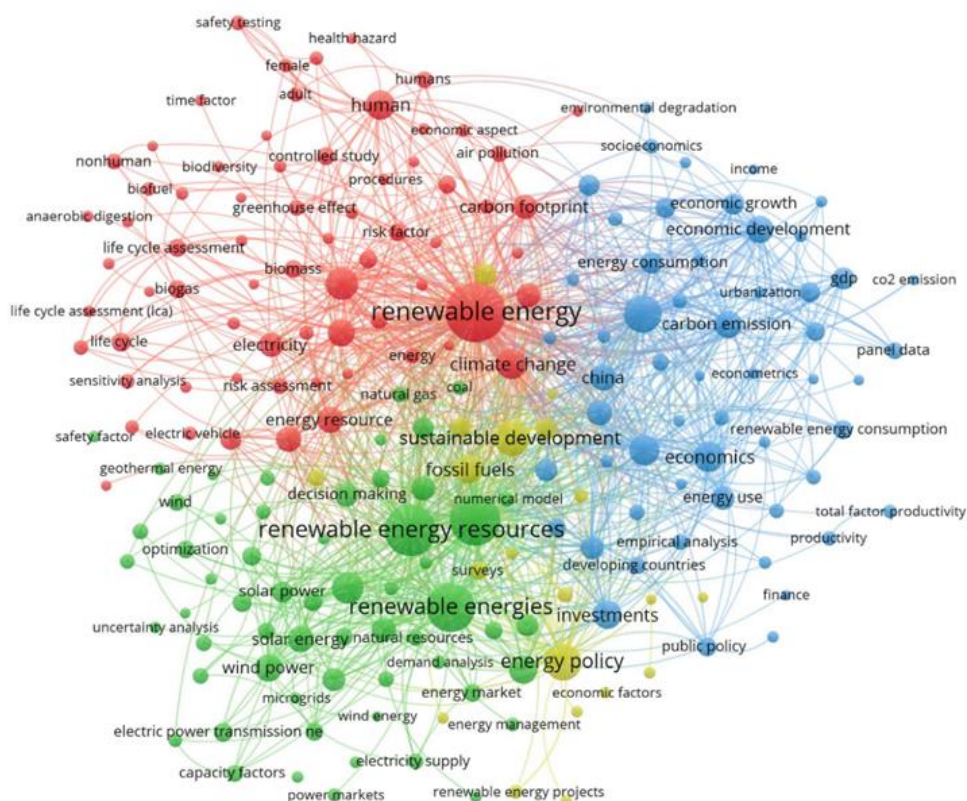 safety testing
health hazard
female
humans
adult
time factor
human
environmental degradation
economic aspect
socioeconomics
controlled study
air pollution
nonhuman
biodiversity
income
procedures
biofuel
economic growth
greenhouse effect
carbon footprint
anaerobic digestion
economic development
risk factor
life cycle assessment
energy consumption
biomass
gdp
co2 emission
biogas
urbanization
life cycle assessment (lca)
renewable energy
carbon emission
life cycle
electricity
panel data
energy
climate change
sensitivity analysis
risk assessment
coal
china
econometrics
natural gas
energy resource
safety factor
electric vehicle
sustainable development
renewable energy consumption
economics
geothermal energy
fossil fuels
wind
decision making
numerical model
energy use
total factor productivity
renewable energy resources
productivity
optimization
empirical analysis
surveys
developing countries
solar power
finance
renewable energies
investments
uncertainty analysis
solar energy
natural resources
public policy
wind power
demand analysis
energy policy
energy market
economic factors
microgrids
wind energy
energy management
electric power transmission ne
electricity supply
capacity factors
power markets
renewable energy projects